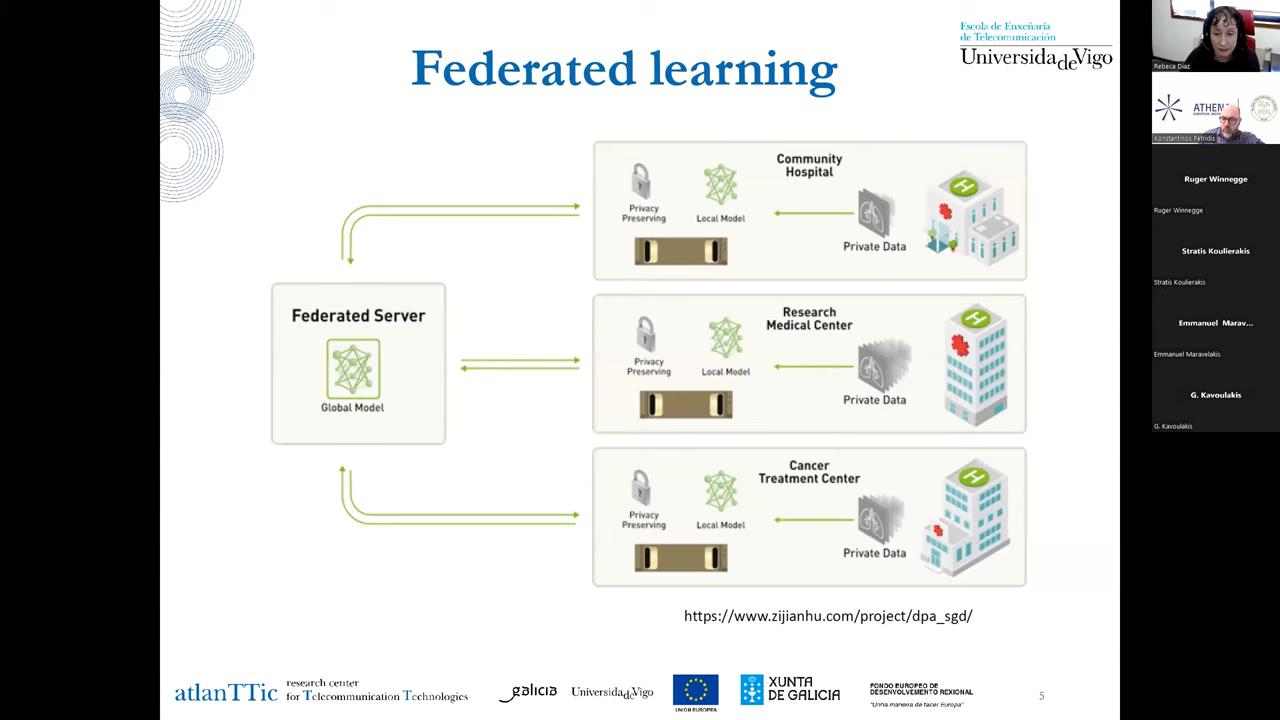 Escola de Enxeñaría
de Telecomunicación
Universidade de Vigo
Federated learning
Community
Hospital
Privacy
Preserving
Local Model
Private Data
Federated Server
Global Model
Research
Medical Center
Privacy
Preserving
Local Model
Private Data
Cancer
Treatment Center
Privacy
Preserving
Local Model
Private Data
https://www.zijianhu.com/project/dpa_sgd/
atlanTTic
research center
for Telecommunication Technologies
galicia
Universidade de Vigo
UNION EUROPEA
XUNTA
DE GALICIA
FONDO EUROPEO DE
DESENVOLVEMENTO REXIONAL
"Unha maneira de facer Europa"
5
Rebeca Díaz
ATHENA
Konstantinos Petridis
Ruger Winnegge
Ruger Winnegge
Stratis Koulierakis
Stratis Koulierakis
Emmanuel Marav...
Emmanuel Maravelakis
G. Kavoulakis
G. Kavoulakis